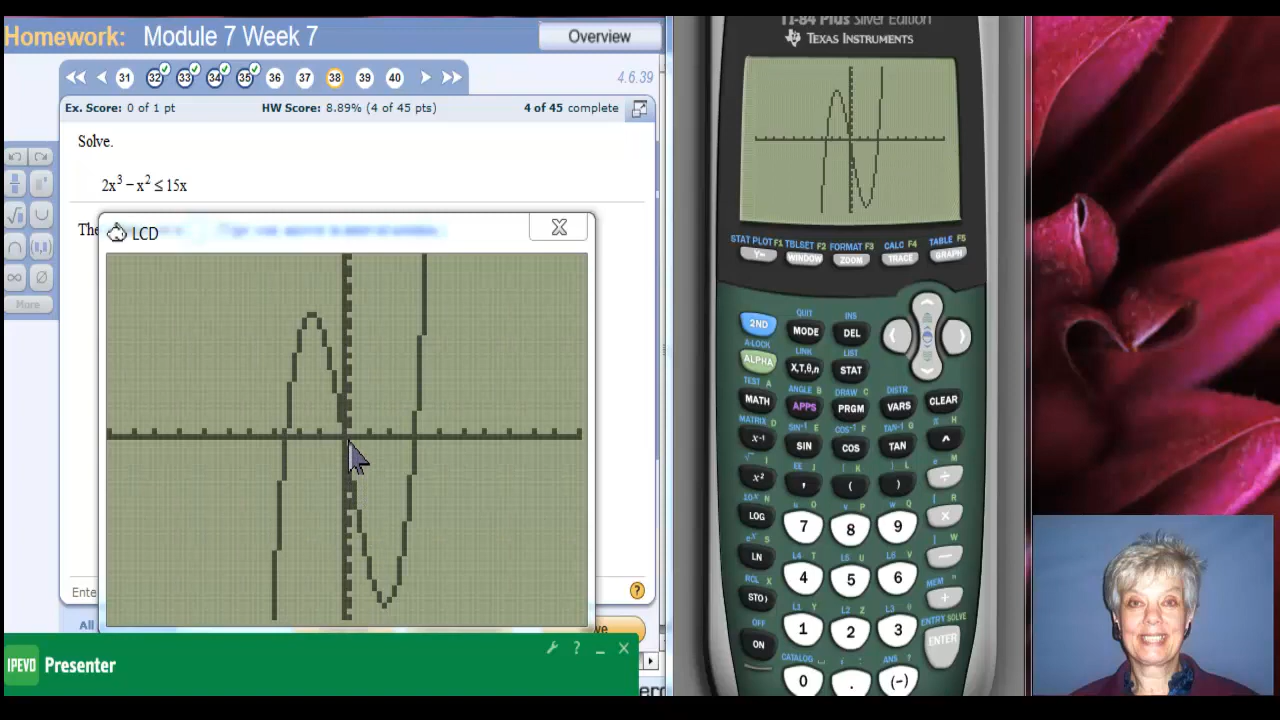 Homework: Module 7 Week 7
Overview
31 32 33 34 35 36 37 38 39 40
4.6.39
Ex. Score: 0 of 1 pt
HW Score: 8.89% (4 of 45 pts)
4 of 45 complete
Solve.
2x³ − x² ≤ 15x
The
LCD
More
Ente
?
All
ve
IPEVO Presenter
? _ X
TI-84 Plus Silver Edition
TEXAS INSTRUMENTS
STAT PLOT F1 TBLSET F2 FORMAT F3 CALC F4 TABLE F5
Y= WINDOW ZOOM TRACE GRAPH
QUIT INS
2ND MODE DEL
A-LOCK LINK LIST
ALPHA X,T,θ,n STAT
TEST A ANGLE B DRAW C DISTR
MATH APPS PRGM VARS CLEAR
MATRIX D SIN⁻¹ E COS⁻¹ F TAN⁻¹ G π H
x⁻¹ SIN COS TAN ^
√ I EE J { K } L e M
x² , ( ) ÷
10ˣ N u O v P w Q [ R
LOG 7 8 9 ×
eˣ S L4 T L5 U L6 V ] W
LN 4 5 6 −
RCL X L1 Y L2 Z L3 θ MEM "
STO› 1 2 3 +
OFF CATALOG ␣ i : ANS ? ENTRY SOLVE
ON 0 . (−) ENTER